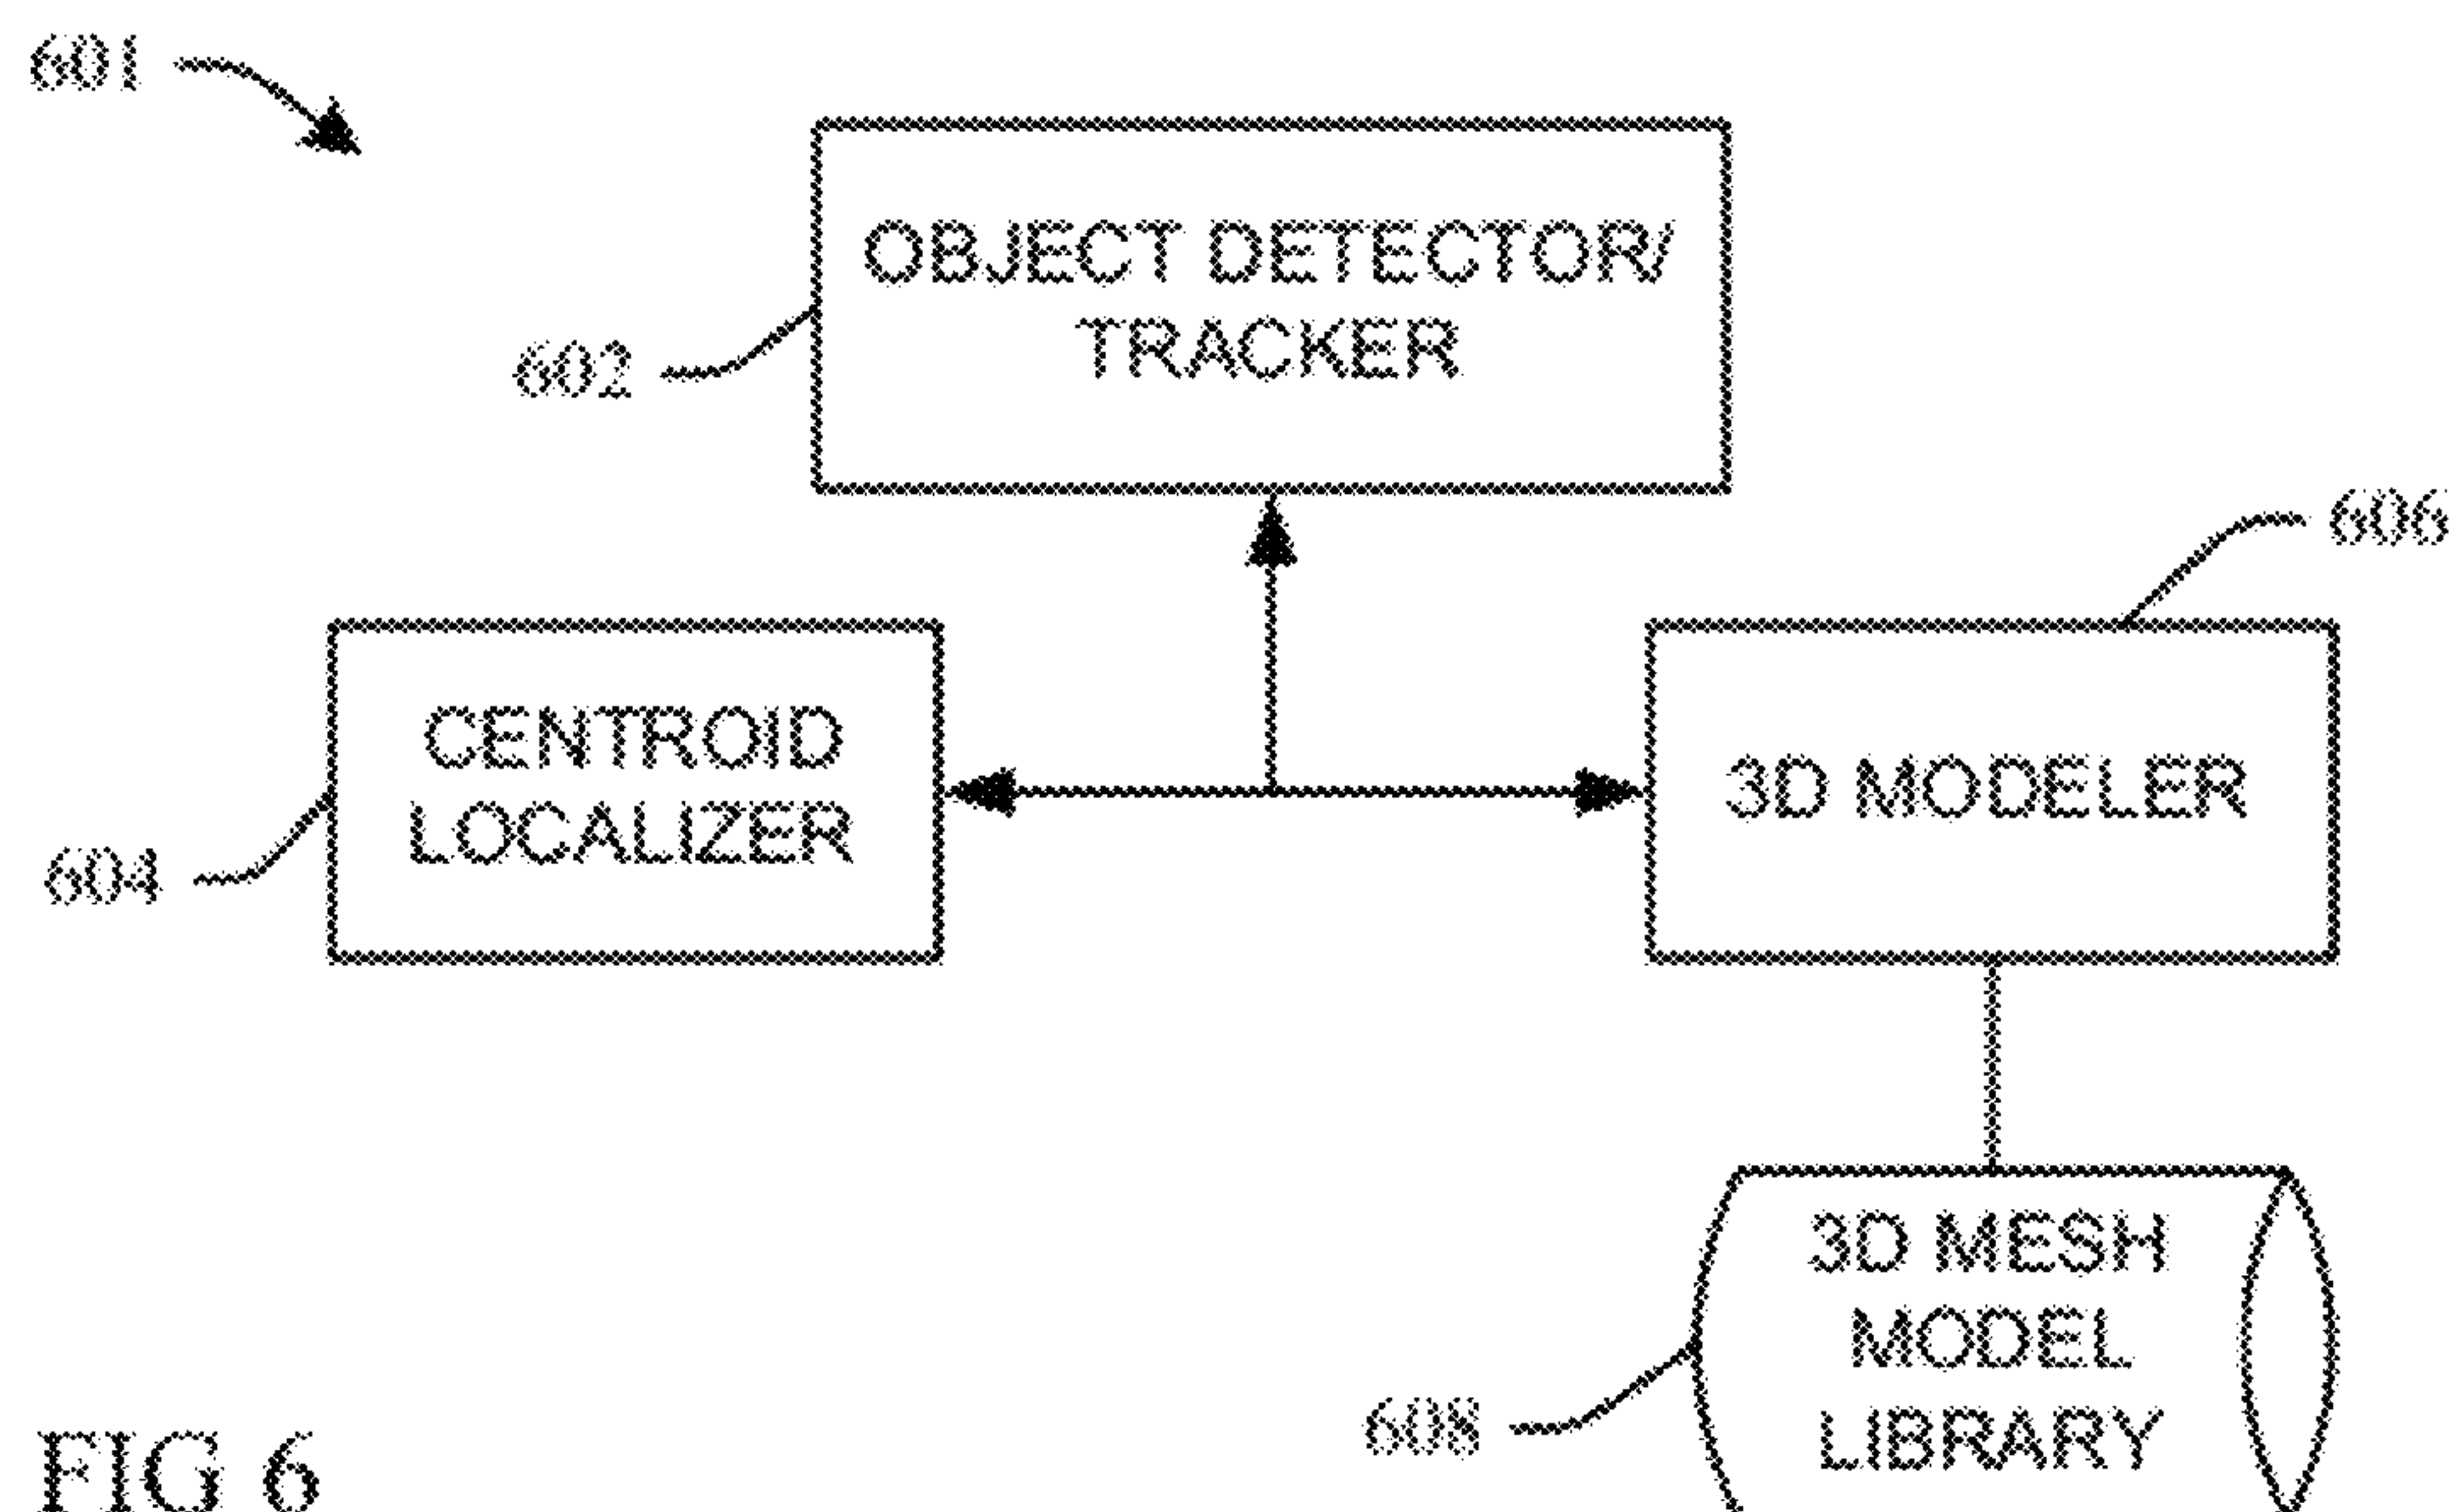 601
OBJECT DETECTOR/
TRACKER
602
606
CENTROID
LOCALIZER
3D MODELER
604
3D MESH
MODEL
LIBRARY
608
FIG 6